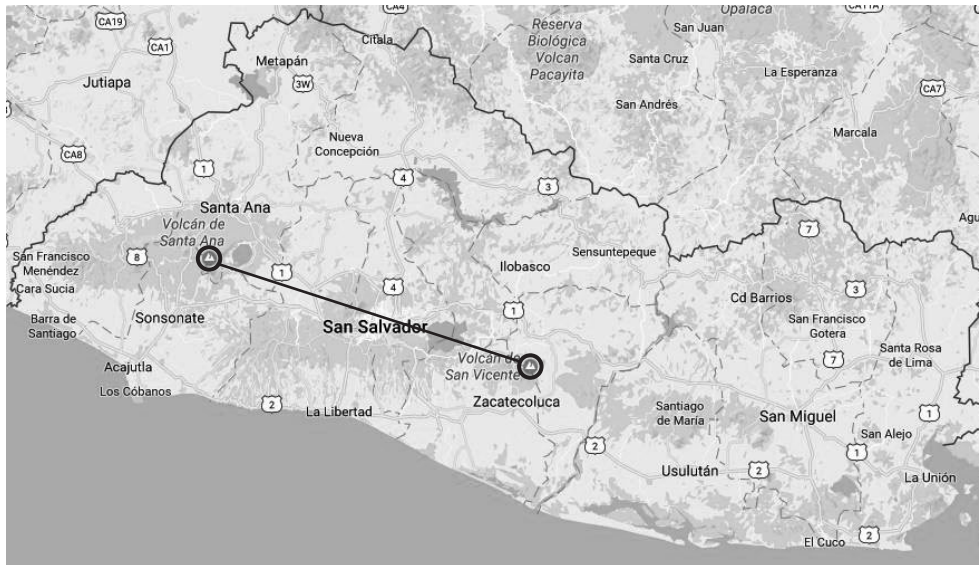 CA19
CA4
Opalaca
CA11A
Reserva
Biológica
Volcan
Pacayita
San Juan
CA1
Citala
Metapán
Santa Cruz
La Esperanza
Jutiapa
3W
CA7
San Andrés
Marcala
Nueva
Concepción
CA8
1
4
3
Santa Ana
Volcán de
Santa Ana
Agu
7
San Francisco
Menéndez
8
1
Sensuntepeque
Ilobasco
Cara Sucia
4
3
Cd Barrios
1
Barra de
Santiago
Sonsonate
San Salvador
San Francisco
Gotera
Santa Rosa
de Lima
Volcán de
San Vicente
7
Acajutla
Los Cóbanos
2
La Libertad
Zacatecoluca
Santiago
de María
San Miguel
1
San Alejo
2
1
Usulután
2
La Unión
El Cuco
2